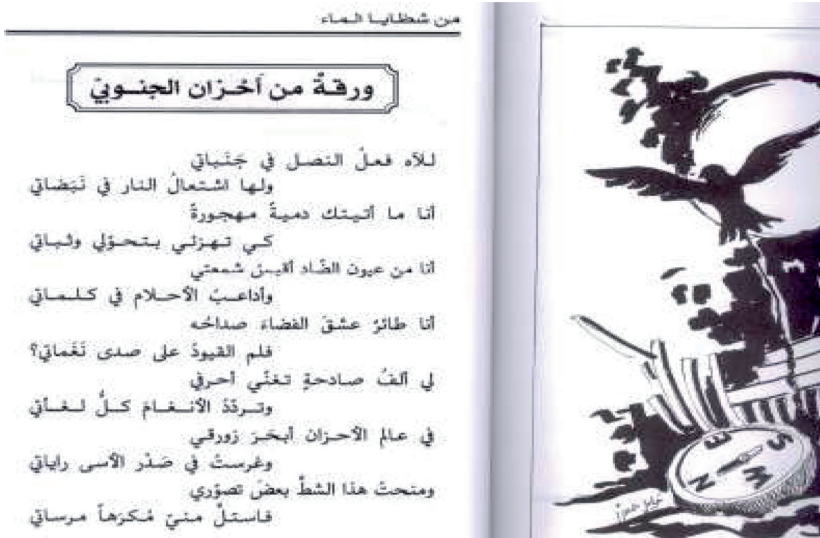 من شظايا الماء
ورقةٌ من أحزان الجنوبيّ
للآه فعلُ النصل في جَنَباتي
ولها اشتعالُ النار في نَبَضاتي
أنا ما أتيتك دميةً مهجورةً
كي تهزئي بتحوّلي وثباتي
أنا من عيون الضّاد أقبس شمعتي
وأداعبُ الأحلام في كلماتي
أنا طائرٌ عشقَ الفضاءَ صداحُه
فلم القيودُ على صدى نَغَماتي؟
لي ألفُ صادحةٍ تغنّي أحرفي
وتردّدُ الأنغامَ كلُّ لغاتي
في عالم الأحزان أبحَرَ زورقي
وغرستُ في صَدْر الأسى راياتي
ومنحتُ هذا الشطَّ بعضَ تصوّري
فاستلَّ منيّ مُكرَهاً مرساتي
E
S
N
W